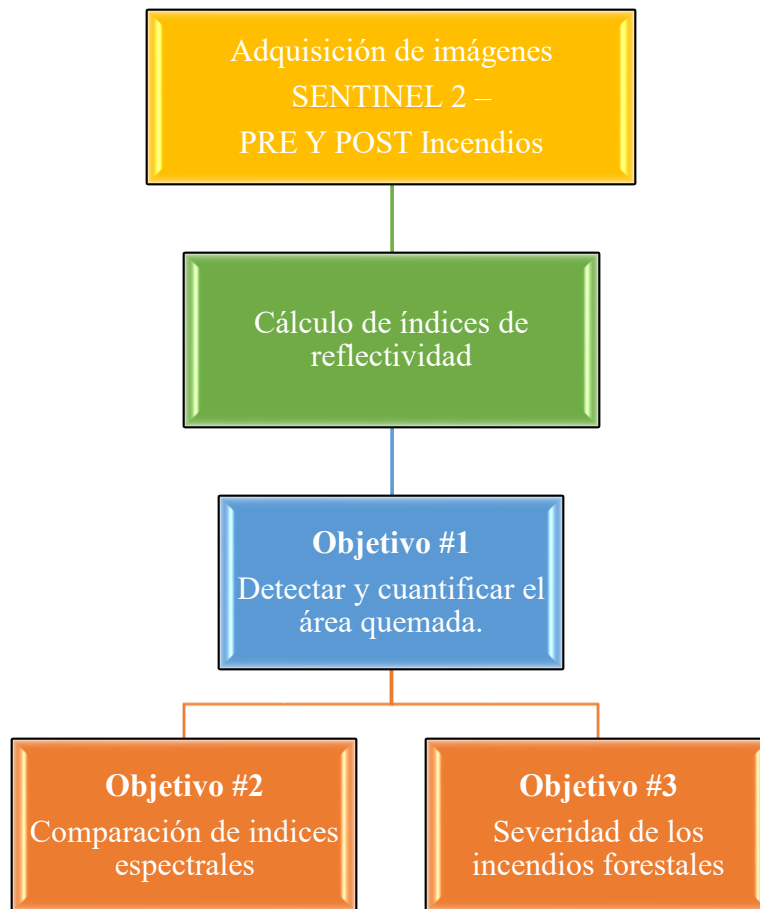 Adquisición de imágenes
SENTINEL 2 –
PRE Y POST Incendios
Cálculo de índices de
reflectividad
Objetivo #1
Detectar y cuantificar el
área quemada.
Objetivo #2
Comparación de indices
espectrales
Objetivo #3
Severidad de los
incendios forestales